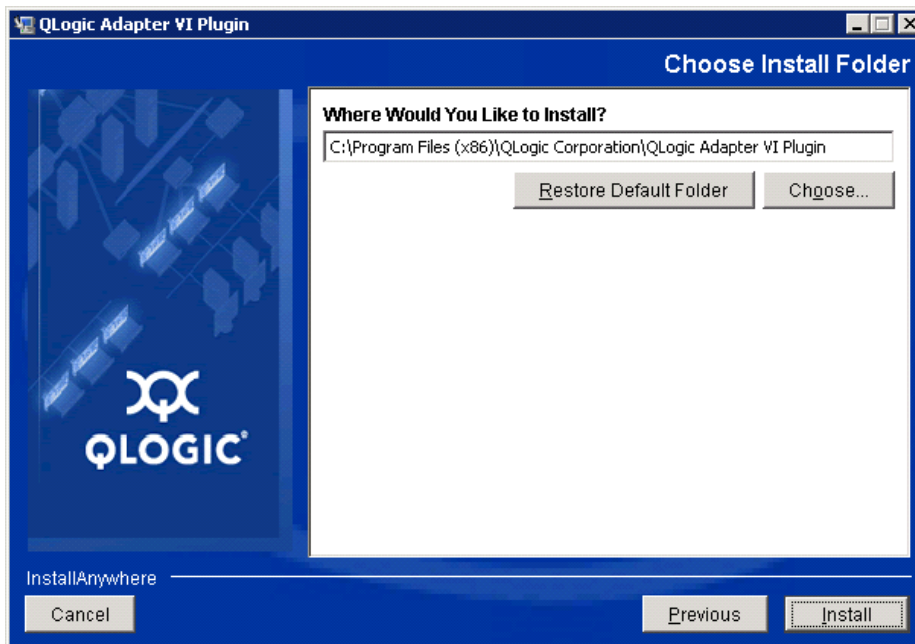 QLogic Adapter VI Plugin
Choose Install Folder
Where Would You Like to Install?
C:\Program Files (x86)\QLogic Corporation\QLogic Adapter VI Plugin
Restore Default Folder
Choose...
QLOGIC®
InstallAnywhere
Cancel
Previous
Install